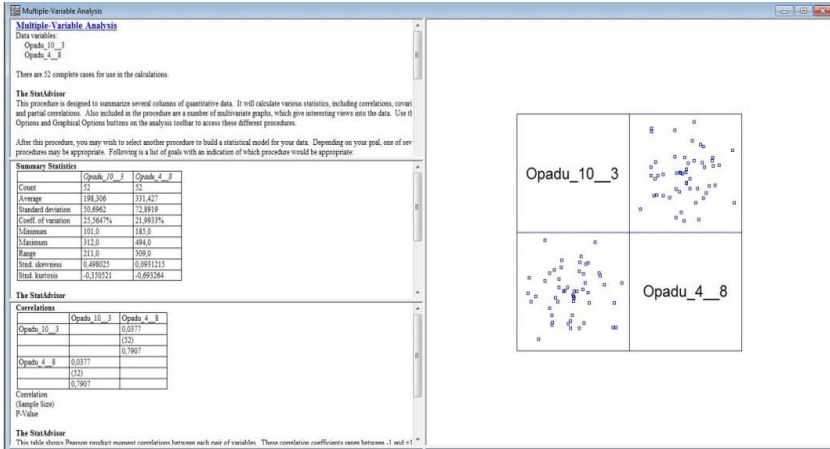 Multiple-Variable Analysis
Multiple-Variable Analysis
Data variables:
Opadu_10__3
Opadu_4__8
There are 52 complete cases for use in the calculations.
The StatAdvisor
This procedure is designed to summarize several columns of quantitative data. It will calculate various statistics, including correlations, covari
and partial correlations. Also included in the procedure are a number of multivariate graphs, which give interesting views into the data. Use t
Options and Graphical Options buttons on the analysis toolbar to access these different procedures.
After this procedure, you may wish to select another procedure to build a statistical model for your data. Depending on your goal, one of sev
procedures may be appropriate. Following is a list of goals with an indication of which procedure would be appropriate:
Summary Statistics
Opadu_10__3 Opadu_4__8
Count 52 52
Average 198,306 331,427
Standard deviation 50,6962 72,8919
Coeff. of variation 25,5647% 21,9933%
Minimum 101,0 185,0
Maximum 312,0 494,0
Range 211,0 309,0
Stnd. skewness 0,498025 0,0931215
Stnd. kurtosis -0,350521 -0,693264
The StatAdvisor
Correlations
Opadu_10__3 Opadu_4__8
Opadu_10__3 0,0377
(52)
0,7907
Opadu_4__8 0,0377
(52)
0,7907
Correlation
(Sample Size)
P-Value
The StatAdvisor
This table shows Pearson product moment correlations between each pair of variables. These correlation coefficients range between -1 and +1
Opadu_10__3
Opadu_4__8